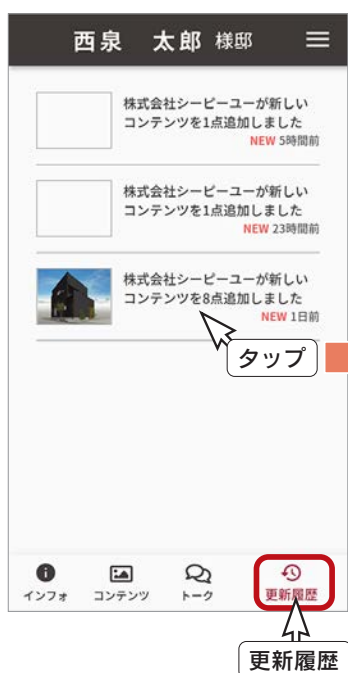 西泉 太郎 様邸
株式会社シーピーユーが新しい
コンテンツを1点追加しました
NEW 5時間前
株式会社シーピーユーが新しい
コンテンツを1点追加しました
NEW 23時間前
株式会社シーピーユーが新しい
コンテンツを8点追加しました
NEW 1日前
タップ
インフォ コンテンツ トーク 更新履歴
更新履歴